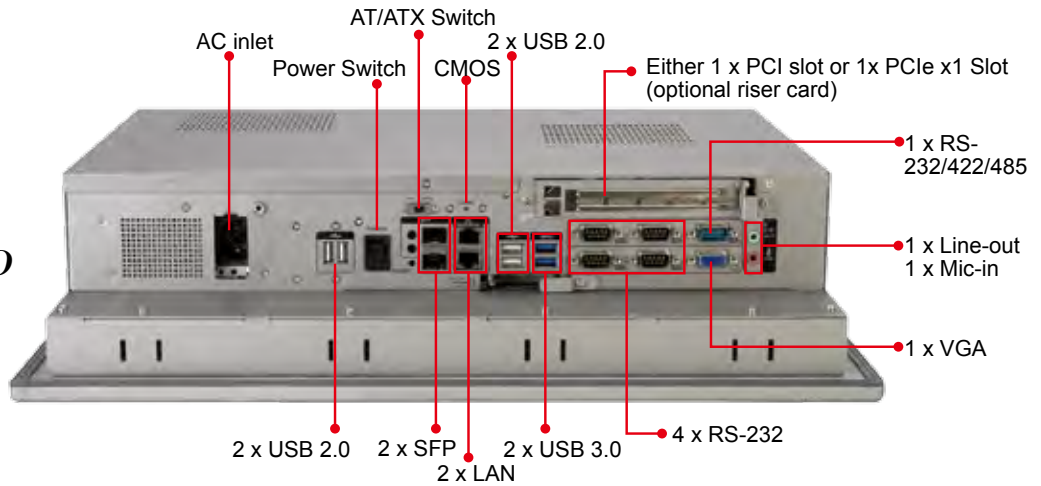 AT/ATX Switch
AC inlet
2 x USB 2.0
Power Switch
CMOS
Either 1 x PCI slot or 1x PCIe x1 Slot
(optional riser card)
1 x RS-
232/422/485
O
1 x Line-out
1 x Mic-in
1 x VGA
2 x USB 2.0
2 x SFP
2 x USB 3.0
4 x RS-232
2 x LAN